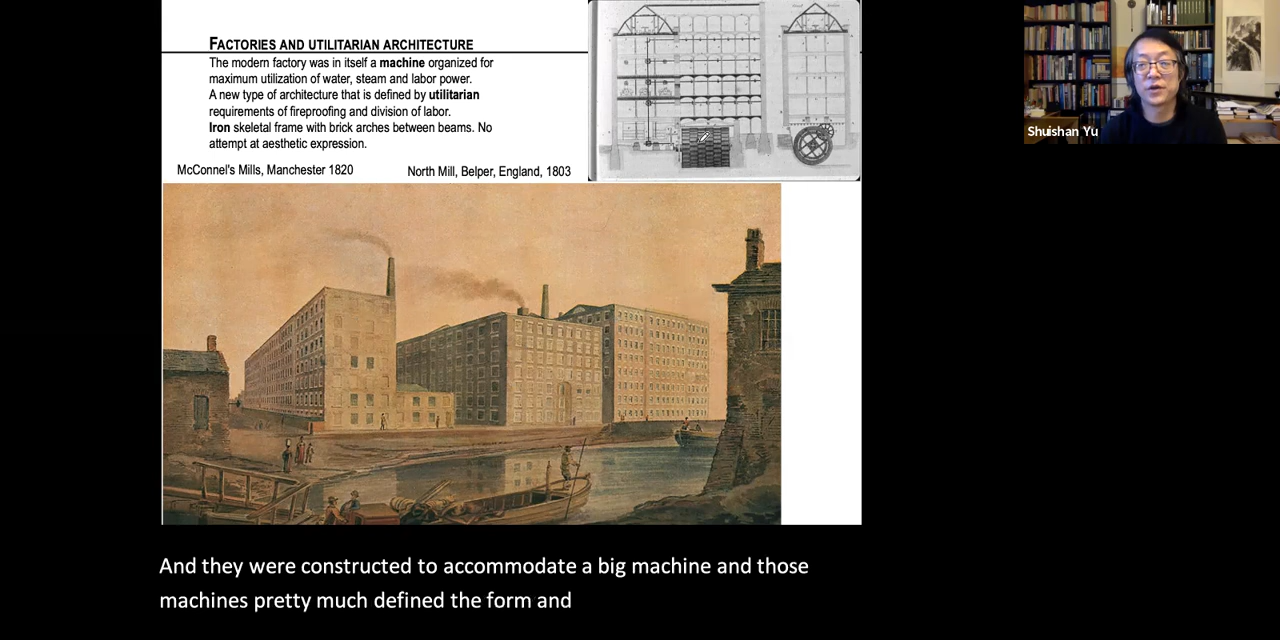 FACTORIES AND UTILITARIAN ARCHITECTURE
The modern factory was in itself a machine organized for
maximum utilization of water, steam and labor power.
A new type of architecture that is defined by utilitarian
requirements of fireproofing and division of labor.
Iron skeletal frame with brick arches between beams. No
attempt at aesthetic expression.
McConnel's Mills, Manchester 1820
North Mill, Belper, England, 1803
Shuishan Yu
And they were constructed to accommodate a big machine and those
machines pretty much defined the form and